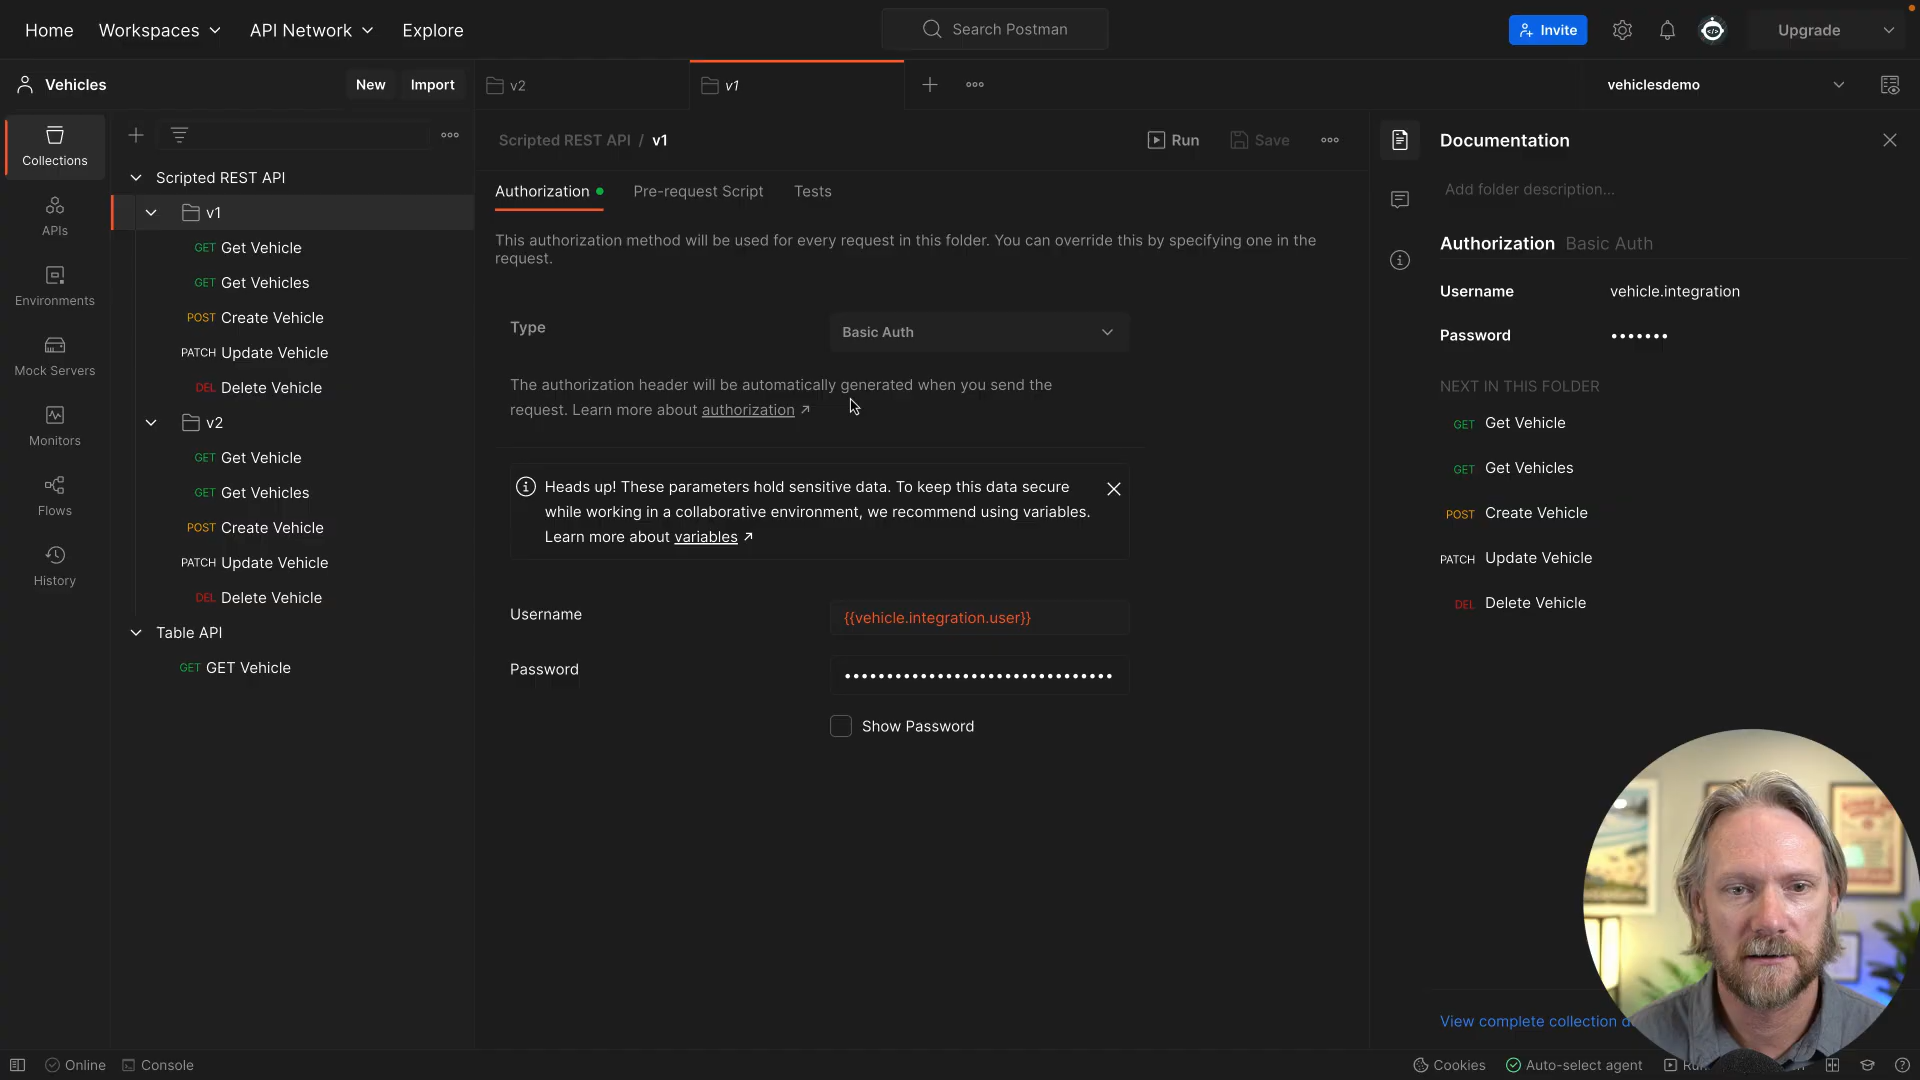 Home Workspaces API Network Explore Search Postman Invite Upgrade
Vehicles New Import v2 v1 vehiclesdemo
Collections
APIs
Environments
Mock Servers
Monitors
Flows
History
Scripted REST API
v1
GET Get Vehicle
GET Get Vehicles
POST Create Vehicle
PATCH Update Vehicle
DEL Delete Vehicle
v2
GET Get Vehicle
GET Get Vehicles
POST Create Vehicle
PATCH Update Vehicle
DEL Delete Vehicle
Table API
GET GET Vehicle
Scripted REST API / v1 Run Save
Authorization Pre-request Script Tests
This authorization method will be used for every request in this folder. You can override this by specifying one in the
request.
Type Basic Auth
The authorization header will be automatically generated when you send the
request. Learn more about authorization
Heads up! These parameters hold sensitive data. To keep this data secure
while working in a collaborative environment, we recommend using variables.
Learn more about variables
Username {{vehicle.integration.user}}
Password ••••••••••••••••••••••••••••••••
Show Password
Documentation
Add folder description...
Authorization Basic Auth
Username vehicle.integration
Password •••••••
NEXT IN THIS FOLDER
GET Get Vehicle
GET Get Vehicles
POST Create Vehicle
PATCH Update Vehicle
DEL Delete Vehicle
View complete collection
Online Console Cookies Auto-select agent